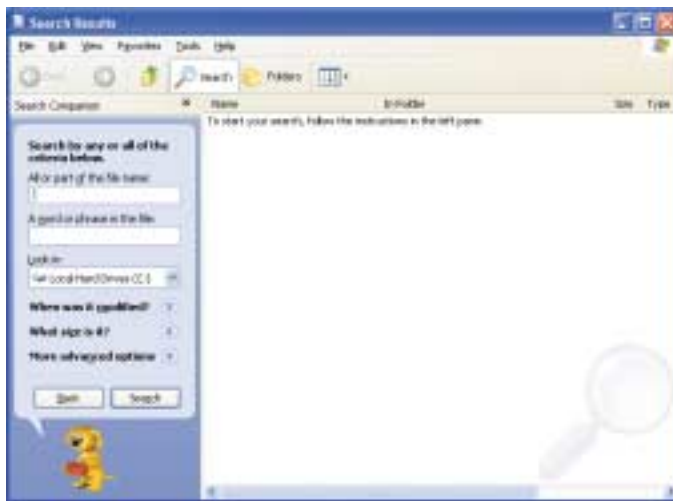 Search Results
File Edit View Favorites Tools Help
Back
Search Folders
Search Companion
Name In Folder Size Type
To start your search, follow the instructions in the left pane.
Search by any or all of the
criteria below.
All or part of the file name:
A word or phrase in the file:
Look in:
Local Hard Drives (C:)
When was it modified?
What size is it?
More advanced options
Back Search